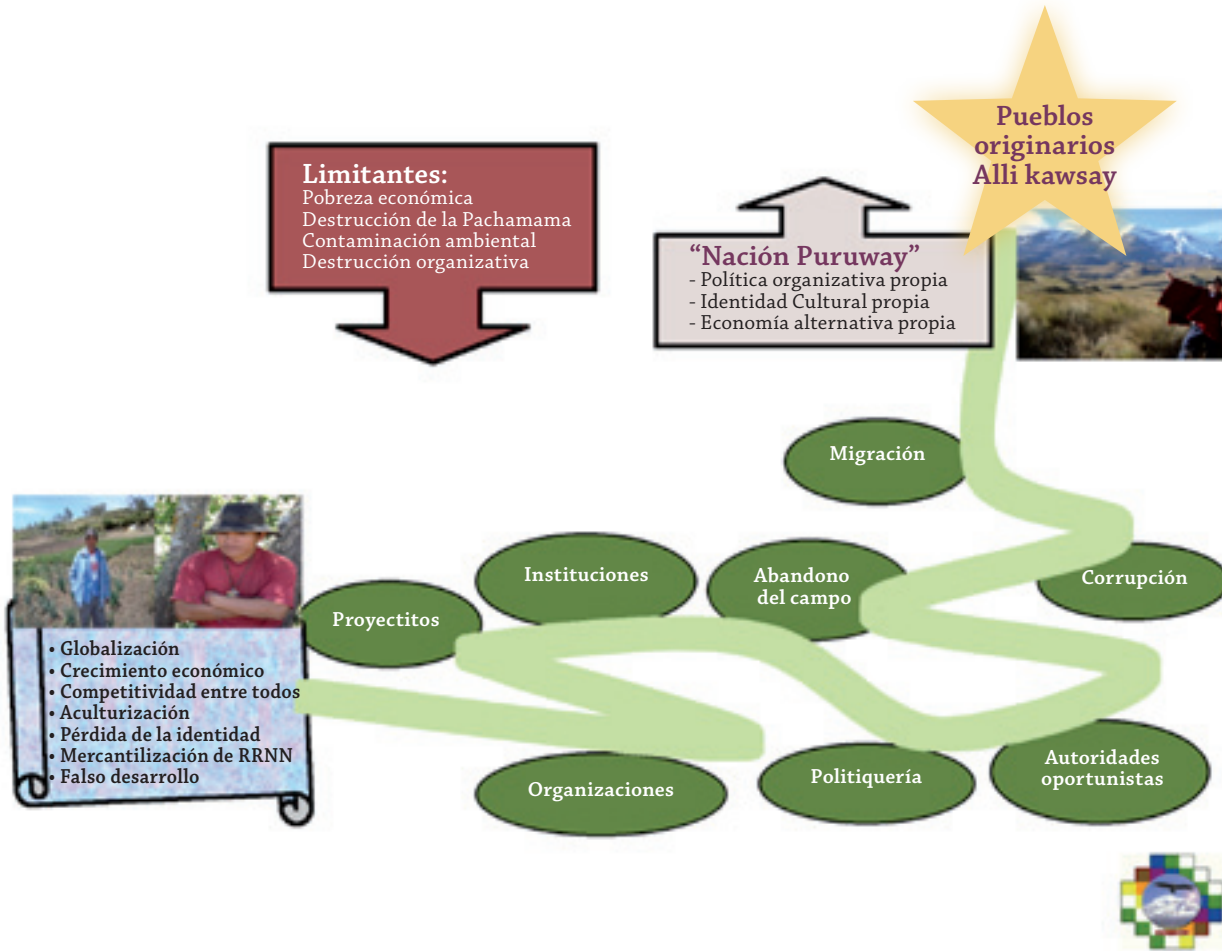 Pueblos
originarios
Alli kawsay
Limitantes:
Pobreza económica
Destrucción de la Pachamama
Contaminación ambiental
Destrucción organizativa
“Nación Puruway”
- Política organizativa propia
- Identidad Cultural propia
- Economía alternativa propia
Migración
Instituciones
Abandono
del campo
Corrupción
Proyectitos
• Globalización
• Crecimiento económico
• Competitividad entre todos
• Aculturización
• Pérdida de la identidad
• Mercantilización de RRNN
• Falso desarrollo
Organizaciones
Politiquería
Autoridades
oportunistas